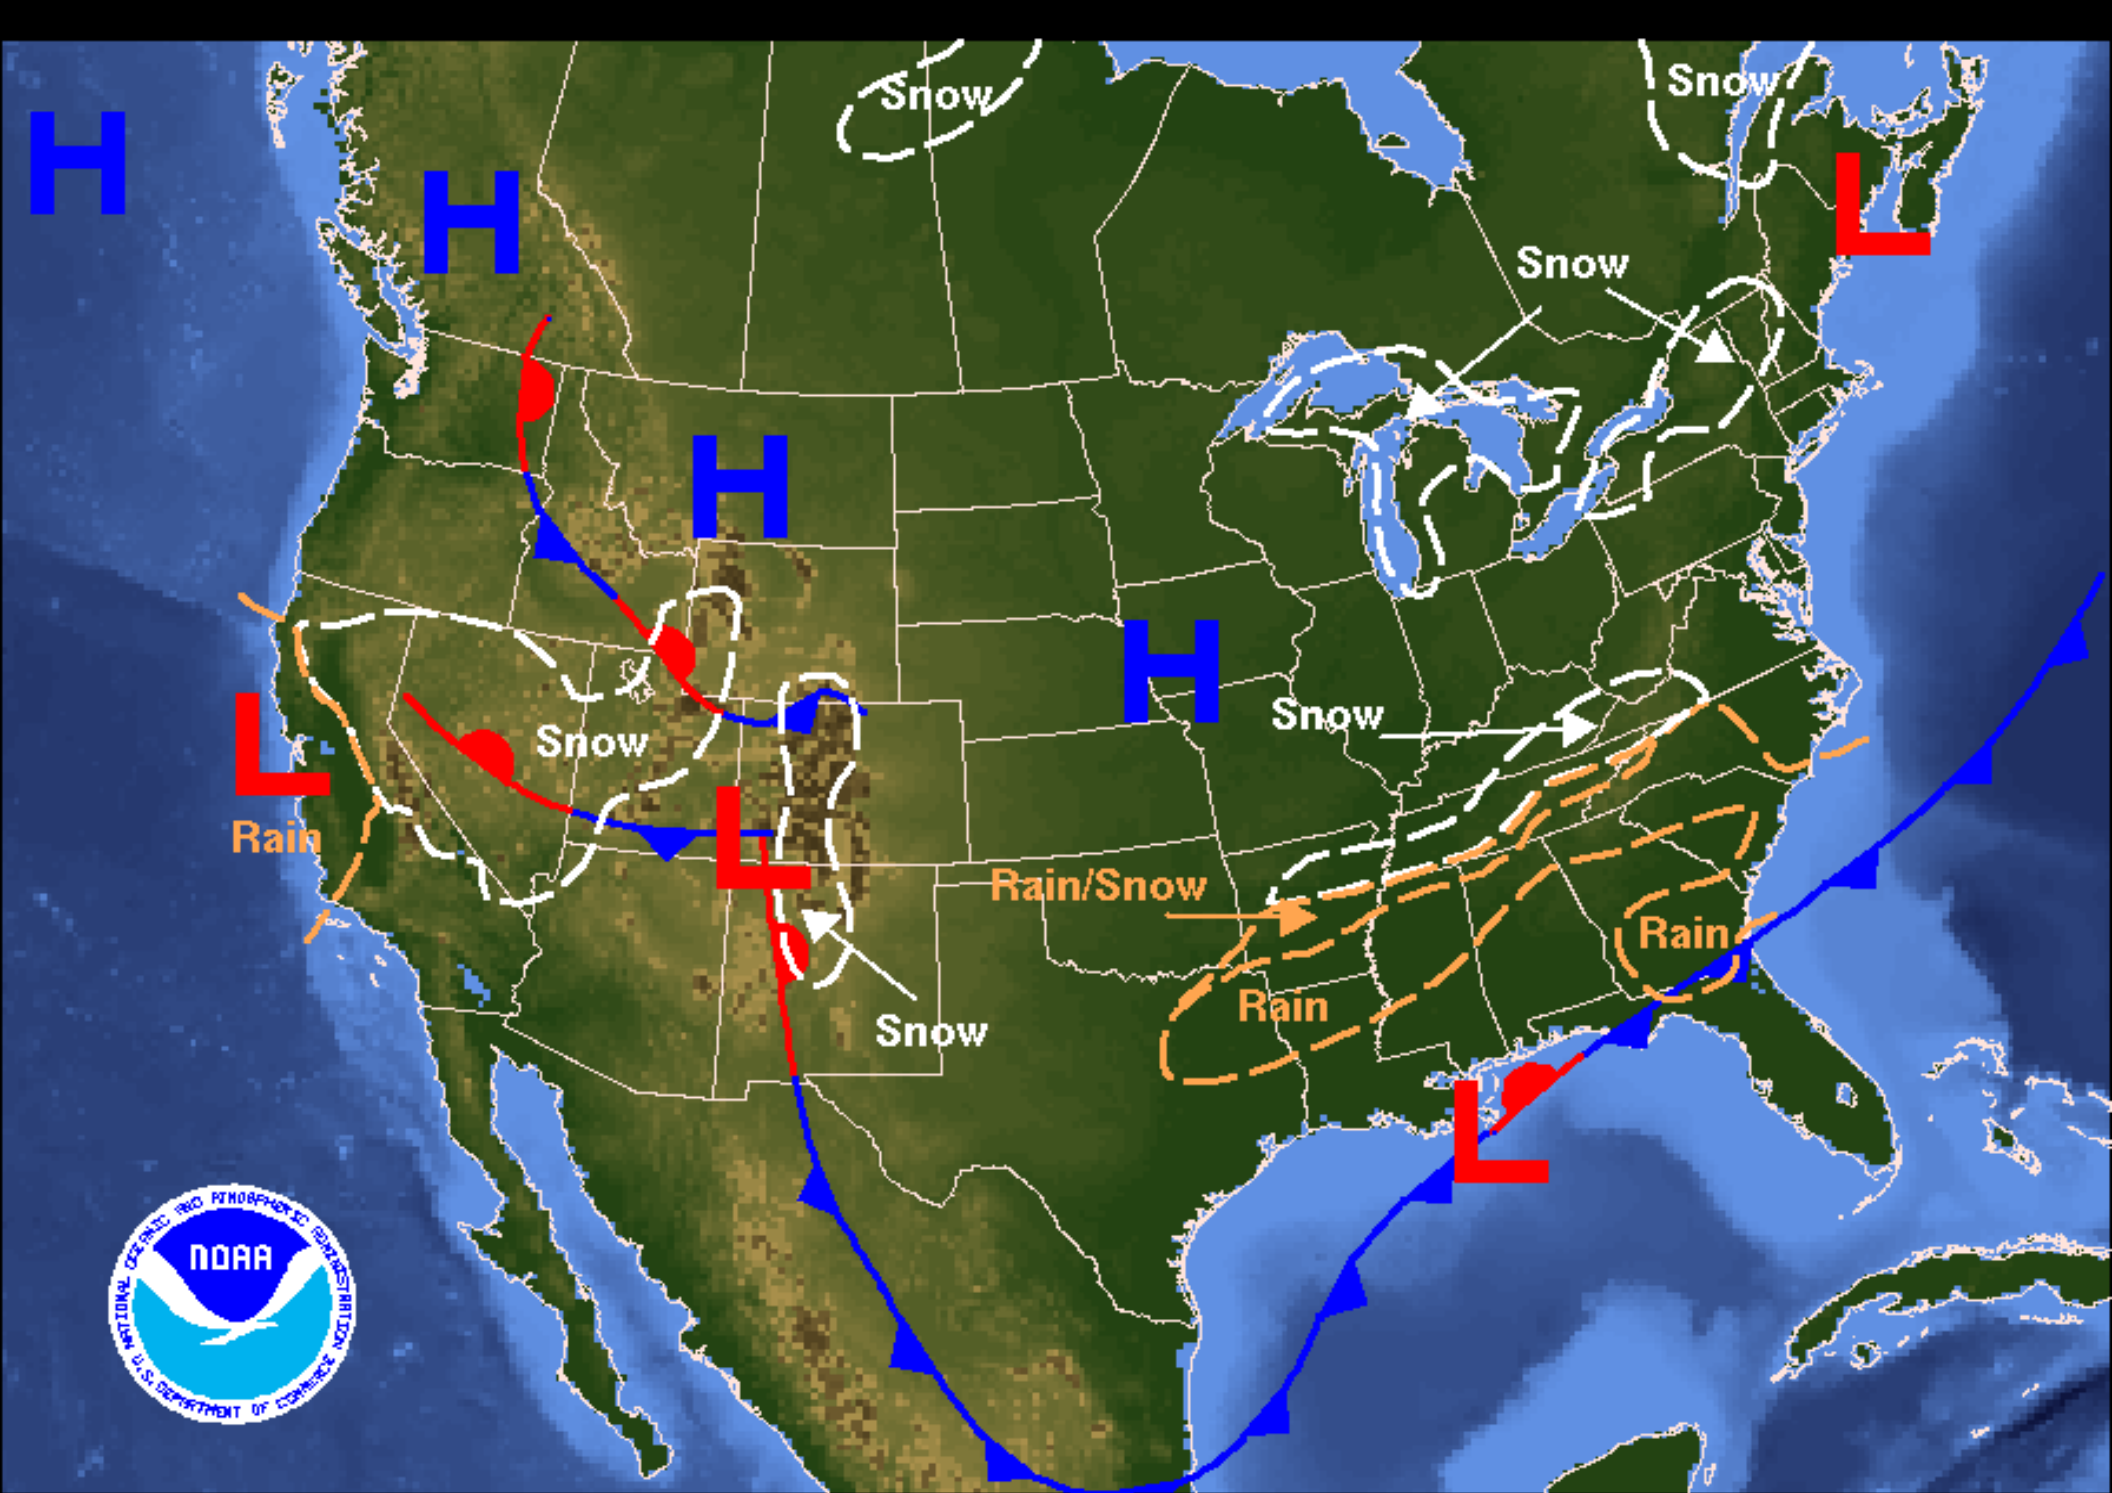 Snow
Snow
H
H
L
Snow
H
H
Snow
L
Snow
L
Rain
Rain/Snow
Rain
Rain
Snow
L
NOAA
NATIONAL OCEANIC AND ATMOSPHERIC ADMINISTRATION
U.S. DEPARTMENT OF COMMERCE